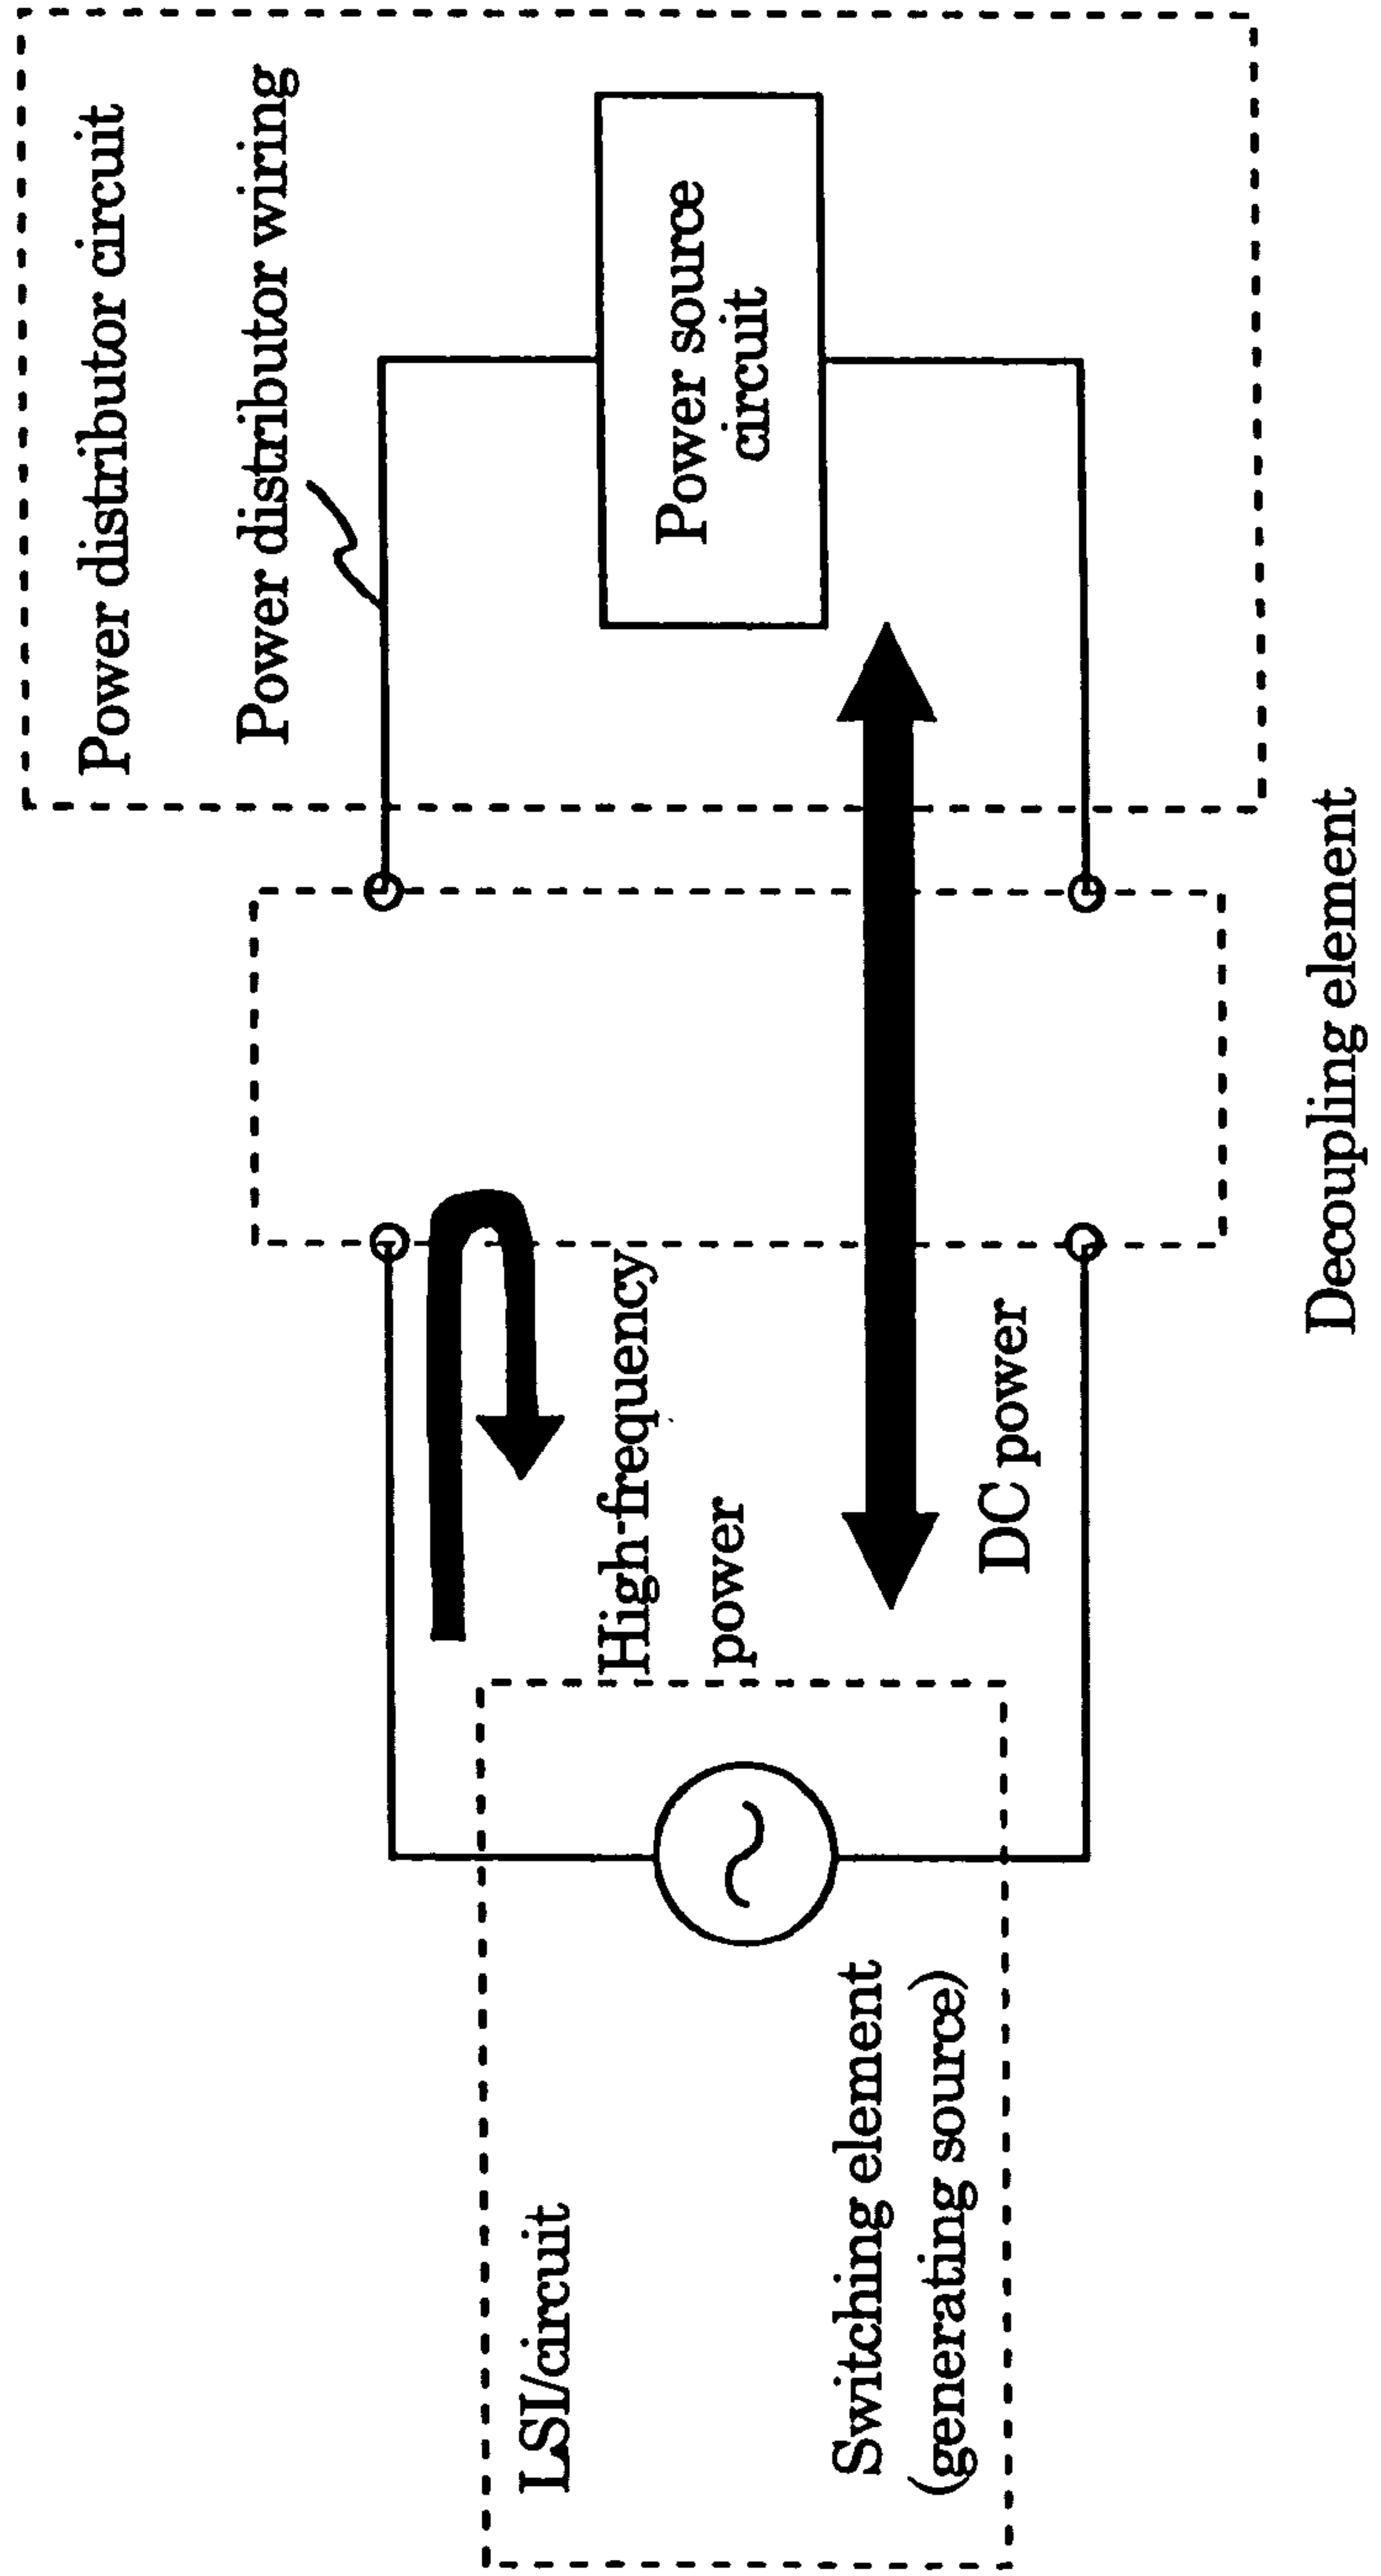 LSI/circuit
Switching element
(generating source)
High-frequency
power
DC power
Decoupling element
Power distributor circuit
Power distributor wiring
Power source
circuit